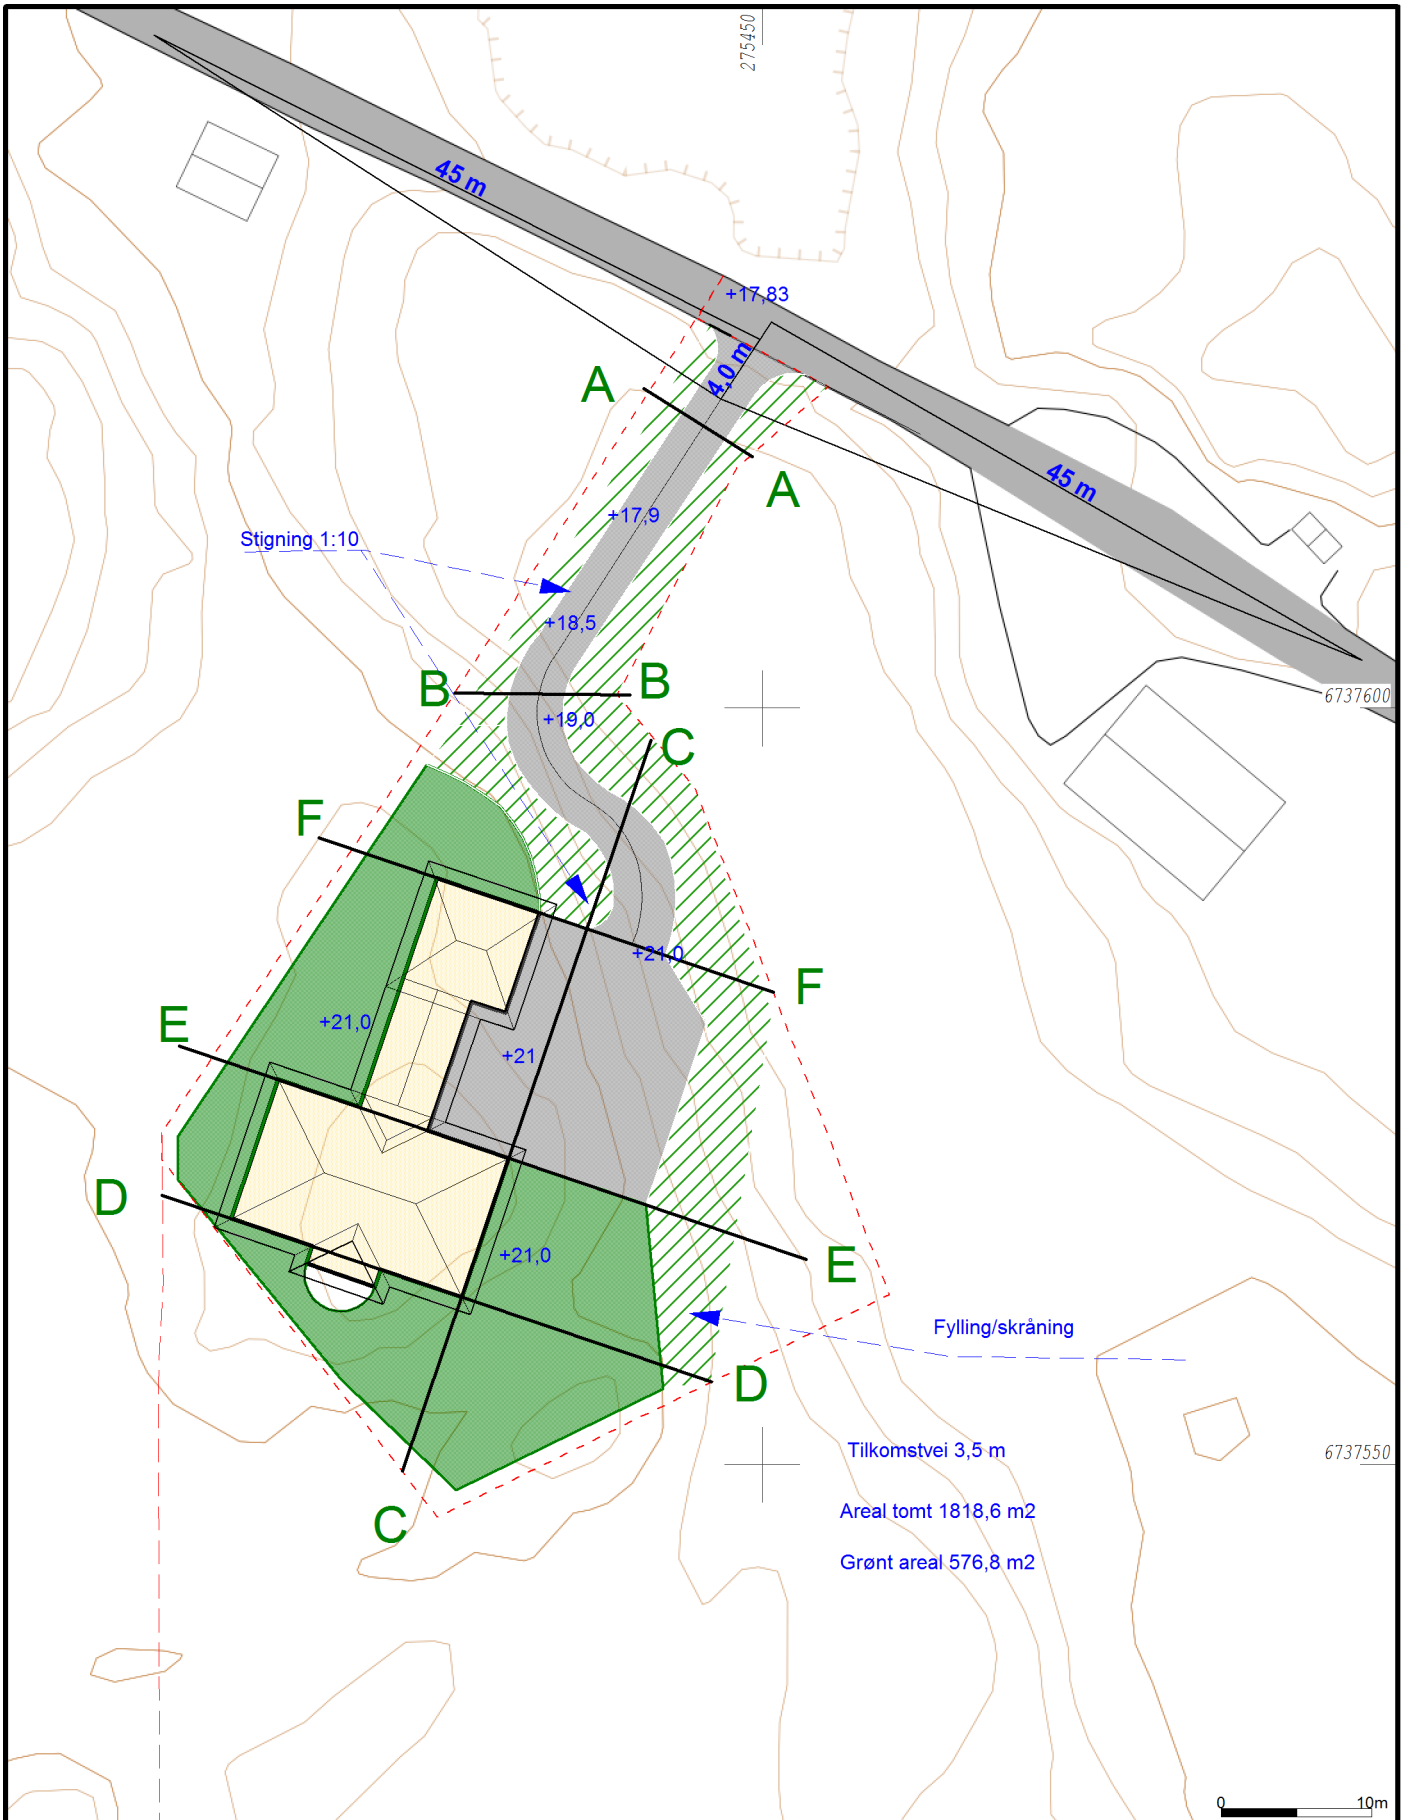 275450
45 m
+17,83
4,0 m
A
A
45 m
+17,9
Stigning 1:10
+18,5
B
B
6737600
+19,0
C
F
+21,0
F
+21,0
E
+21
D
+21,0
E
Fylling/skråning
D
Tilkomstvei 3,5 m
6737550
Areal tomt 1818,6 m2
C
Grønt areal 576,8 m2
0 10m